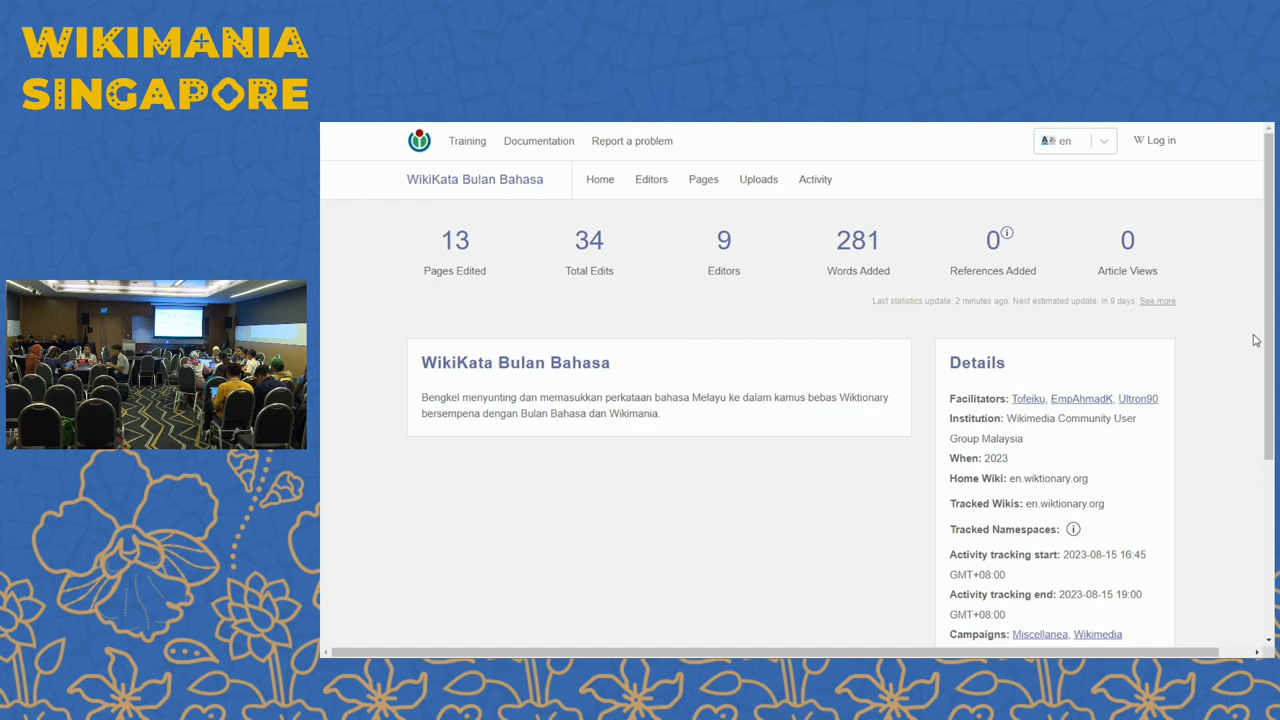 WIKIMANIA
SINGAPORE
Training Documentation Report a problem en Log in
WikiKata Bulan Bahasa Home Editors Pages Uploads Activity
13 34 9 281 0 0
Pages Edited Total Edits Editors Words Added References Added Article Views
Last statistics update: 2 minutes ago. Next estimated update: in 9 days. See more
WikiKata Bulan Bahasa
Bengkel menyunting dan memasukkan perkataan bahasa Melayu ke dalam kamus bebas Wiktionary
bersempena dengan Bulan Bahasa dan Wikimania.
Details
Facilitators: Tofeiku, EmpAhmadK, Ultron90
Institution: Wikimedia Community User
Group Malaysia
When: 2023
Home Wiki: en.wiktionary.org
Tracked Wikis: en.wiktionary.org
Tracked Namespaces:
Activity tracking start: 2023-08-15 16:45
GMT+08:00
Activity tracking end: 2023-08-15 19:00
GMT+08:00
Campaigns: Miscellanea, Wikimedia